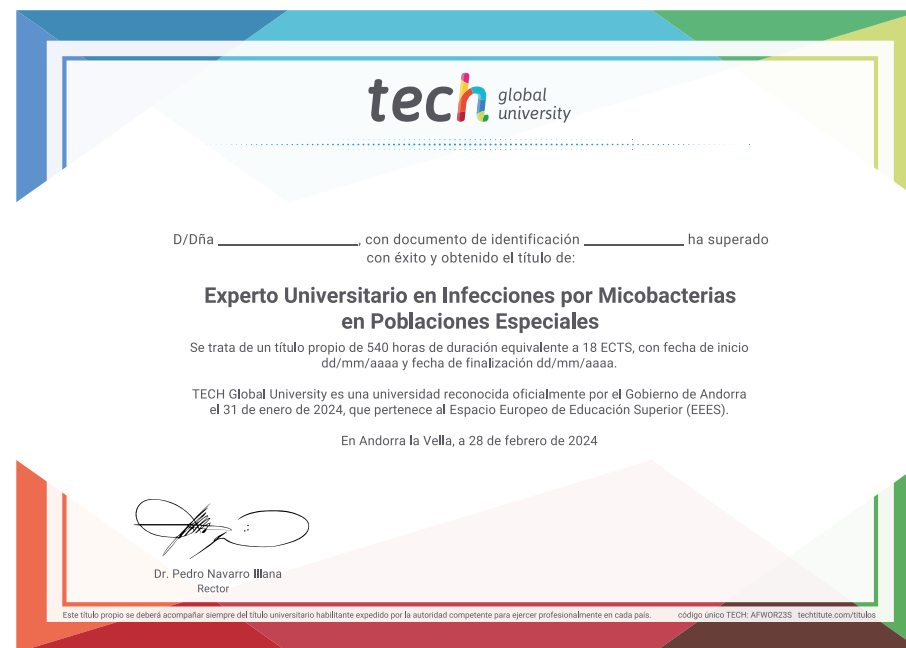 tech global university
D/Dña ______________, con documento de identificación __________ ha superado
con éxito y obtenido el título de:
Experto Universitario en Infecciones por Micobacterias
en Poblaciones Especiales
Se trata de un título propio de 540 horas de duración equivalente a 18 ECTS, con fecha de inicio
dd/mm/aaaa y fecha de finalización dd/mm/aaaa.
TECH Global University es una universidad reconocida oficialmente por el Gobierno de Andorra
el 31 de enero de 2024, que pertenece al Espacio Europeo de Educación Superior (EEES).
En Andorra la Vella, a 28 de febrero de 2024
Dr. Pedro Navarro Illana
Rector
Este título propio se deberá acompañar siempre del título universitario habilitante expedido por la autoridad competente para ejercer profesionalmente en cada país.
código único TECH: AFWOR23S techtitute.com/titulos